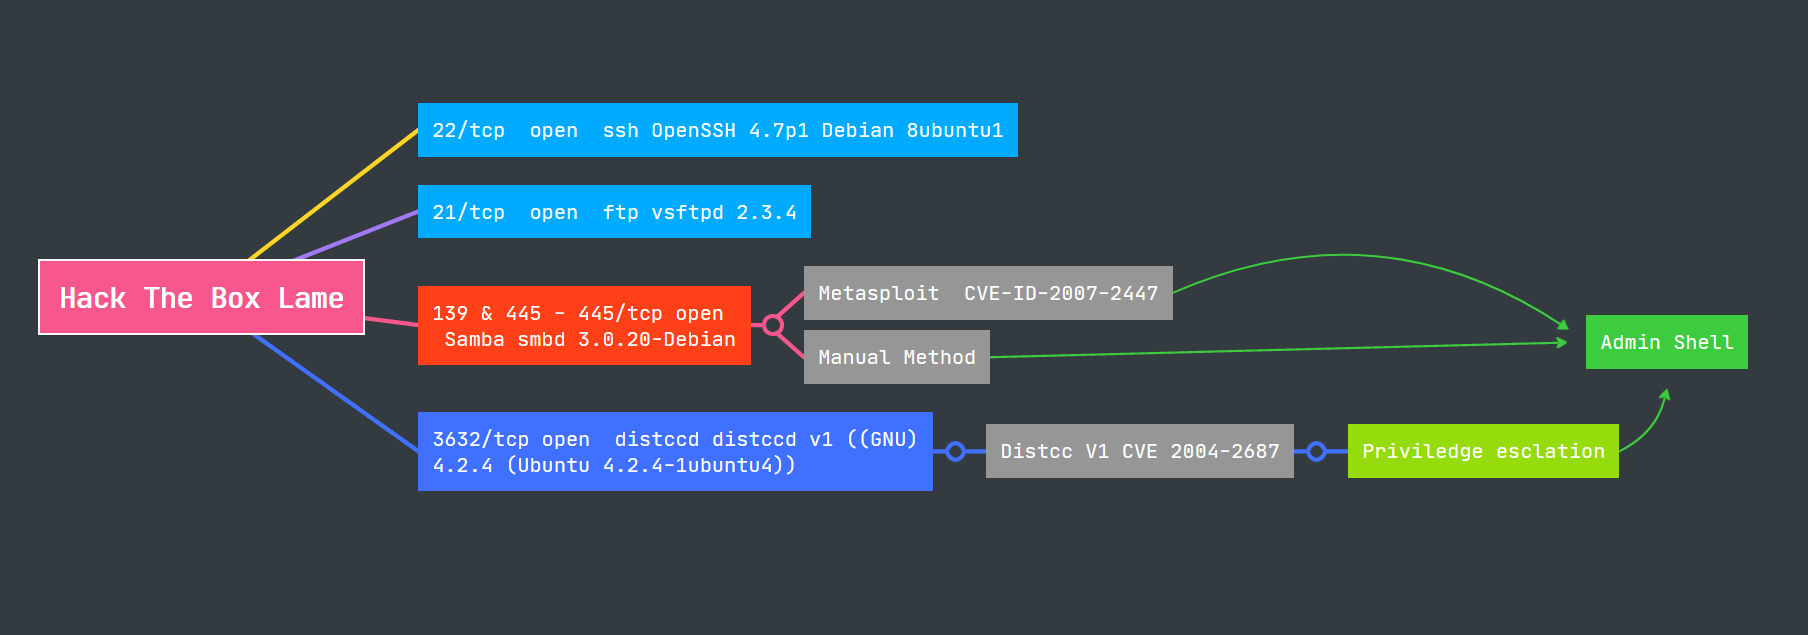 Hack The Box Lame
22/tcp  open  ssh OpenSSH 4.7p1 Debian 8ubuntu1
21/tcp  open  ftp vsftpd 2.3.4
139 & 445 - 445/tcp open
Samba smbd 3.0.20-Debian
Metasploit  CVE-ID-2007-2447
Manual Method
Admin Shell
3632/tcp open  distccd distccd v1 ((GNU)
4.2.4 (Ubuntu 4.2.4-1ubuntu4))
Distcc V1 CVE 2004-2687
Priviledge esclation